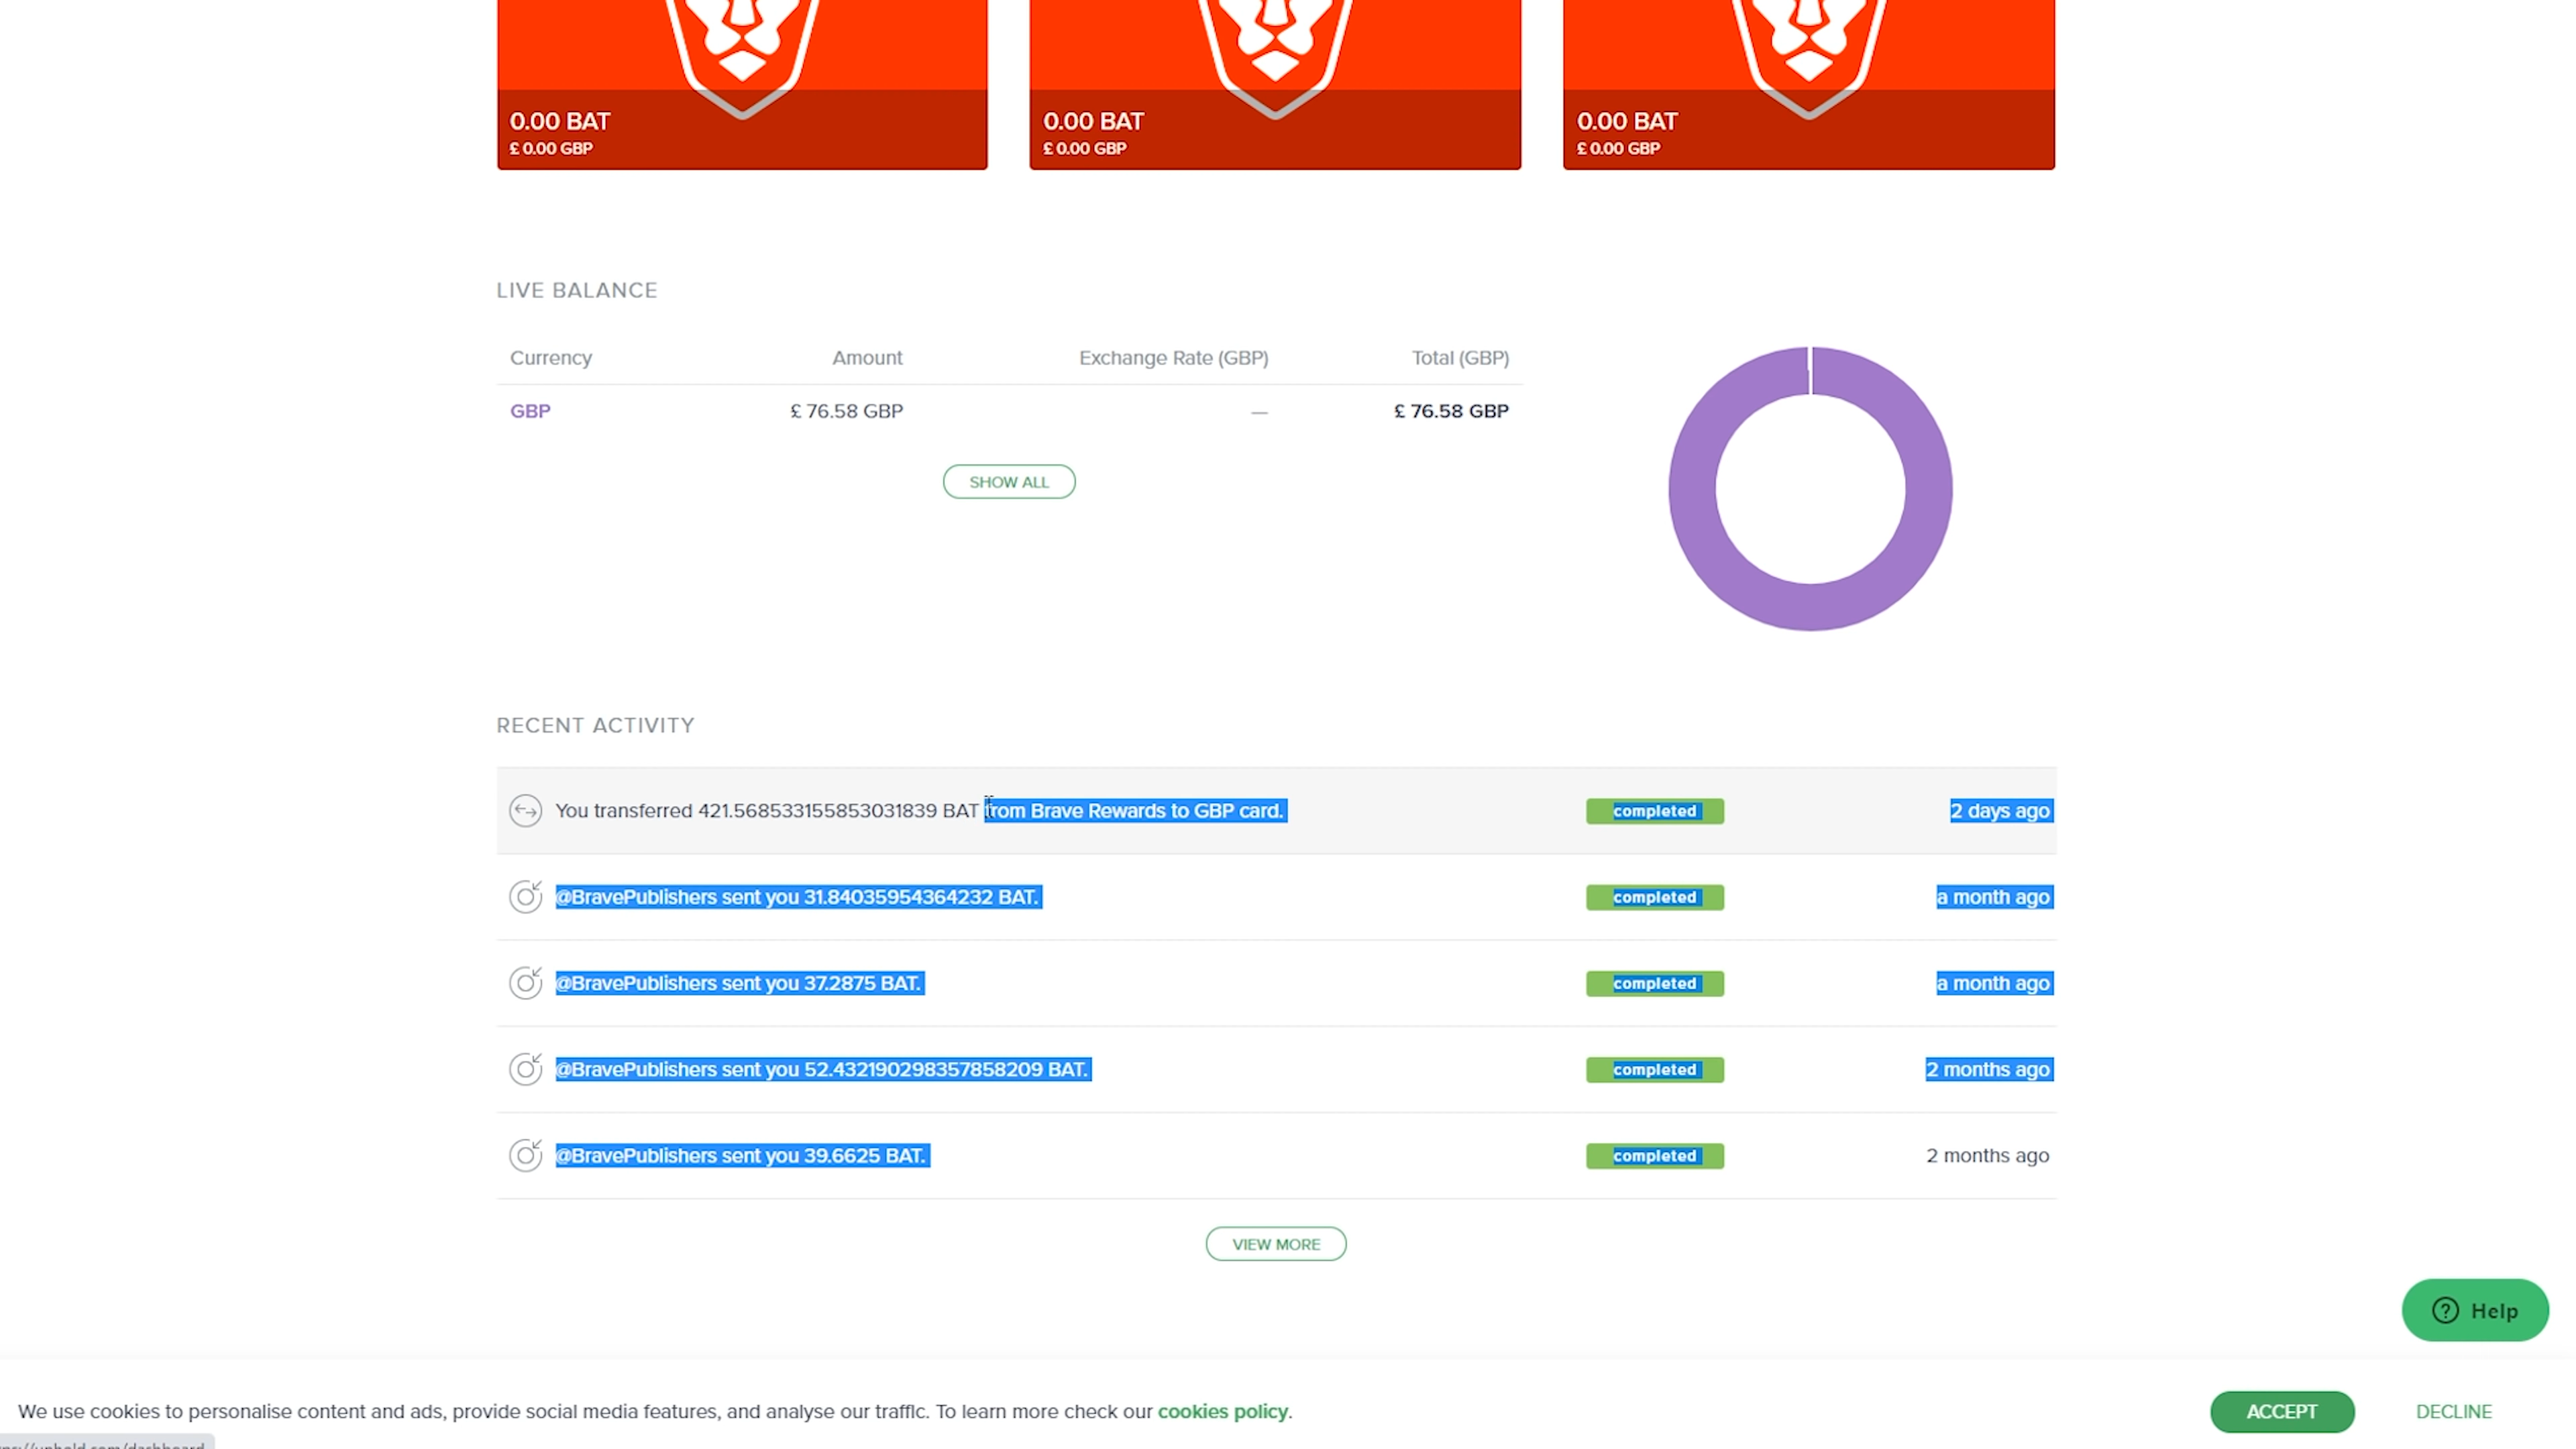 0.00 BAT
£ 0.00 GBP
0.00 BAT
£ 0.00 GBP
0.00 BAT
£ 0.00 GBP
LIVE BALANCE
Currency Amount Exchange Rate (GBP) Total (GBP)
GBP £ 76.58 GBP — £ 76.58 GBP
SHOW ALL
RECENT ACTIVITY
You transferred 421.568533155853031839 BAT from Brave Rewards to GBP card. completed 2 days ago
@BravePublishers sent you 31.84035954364232 BAT. completed a month ago
@BravePublishers sent you 37.2875 BAT. completed a month ago
@BravePublishers sent you 52.432190298357858209 BAT. completed 2 months ago
@BravePublishers sent you 39.6625 BAT. completed 2 months ago
VIEW MORE
Help
We use cookies to personalise content and ads, provide social media features, and analyse our traffic. To learn more check our cookies policy.
ACCEPT DECLINE